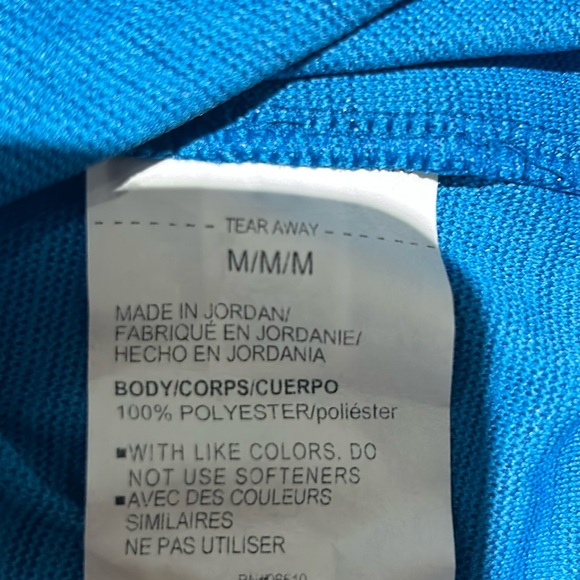 TEAR AWAY
M/M/M
MADE IN JORDAN/
FABRIQUÉ EN JORDANIE/
HECHO EN JORDANIA
BODY/CORPS/CUERPO
100% POLYESTER/poliéster
▪WITH LIKE COLORS. DO
NOT USE SOFTENERS
▪AVEC DES COULEURS
SIMILAIRES
NE PAS UTILISER